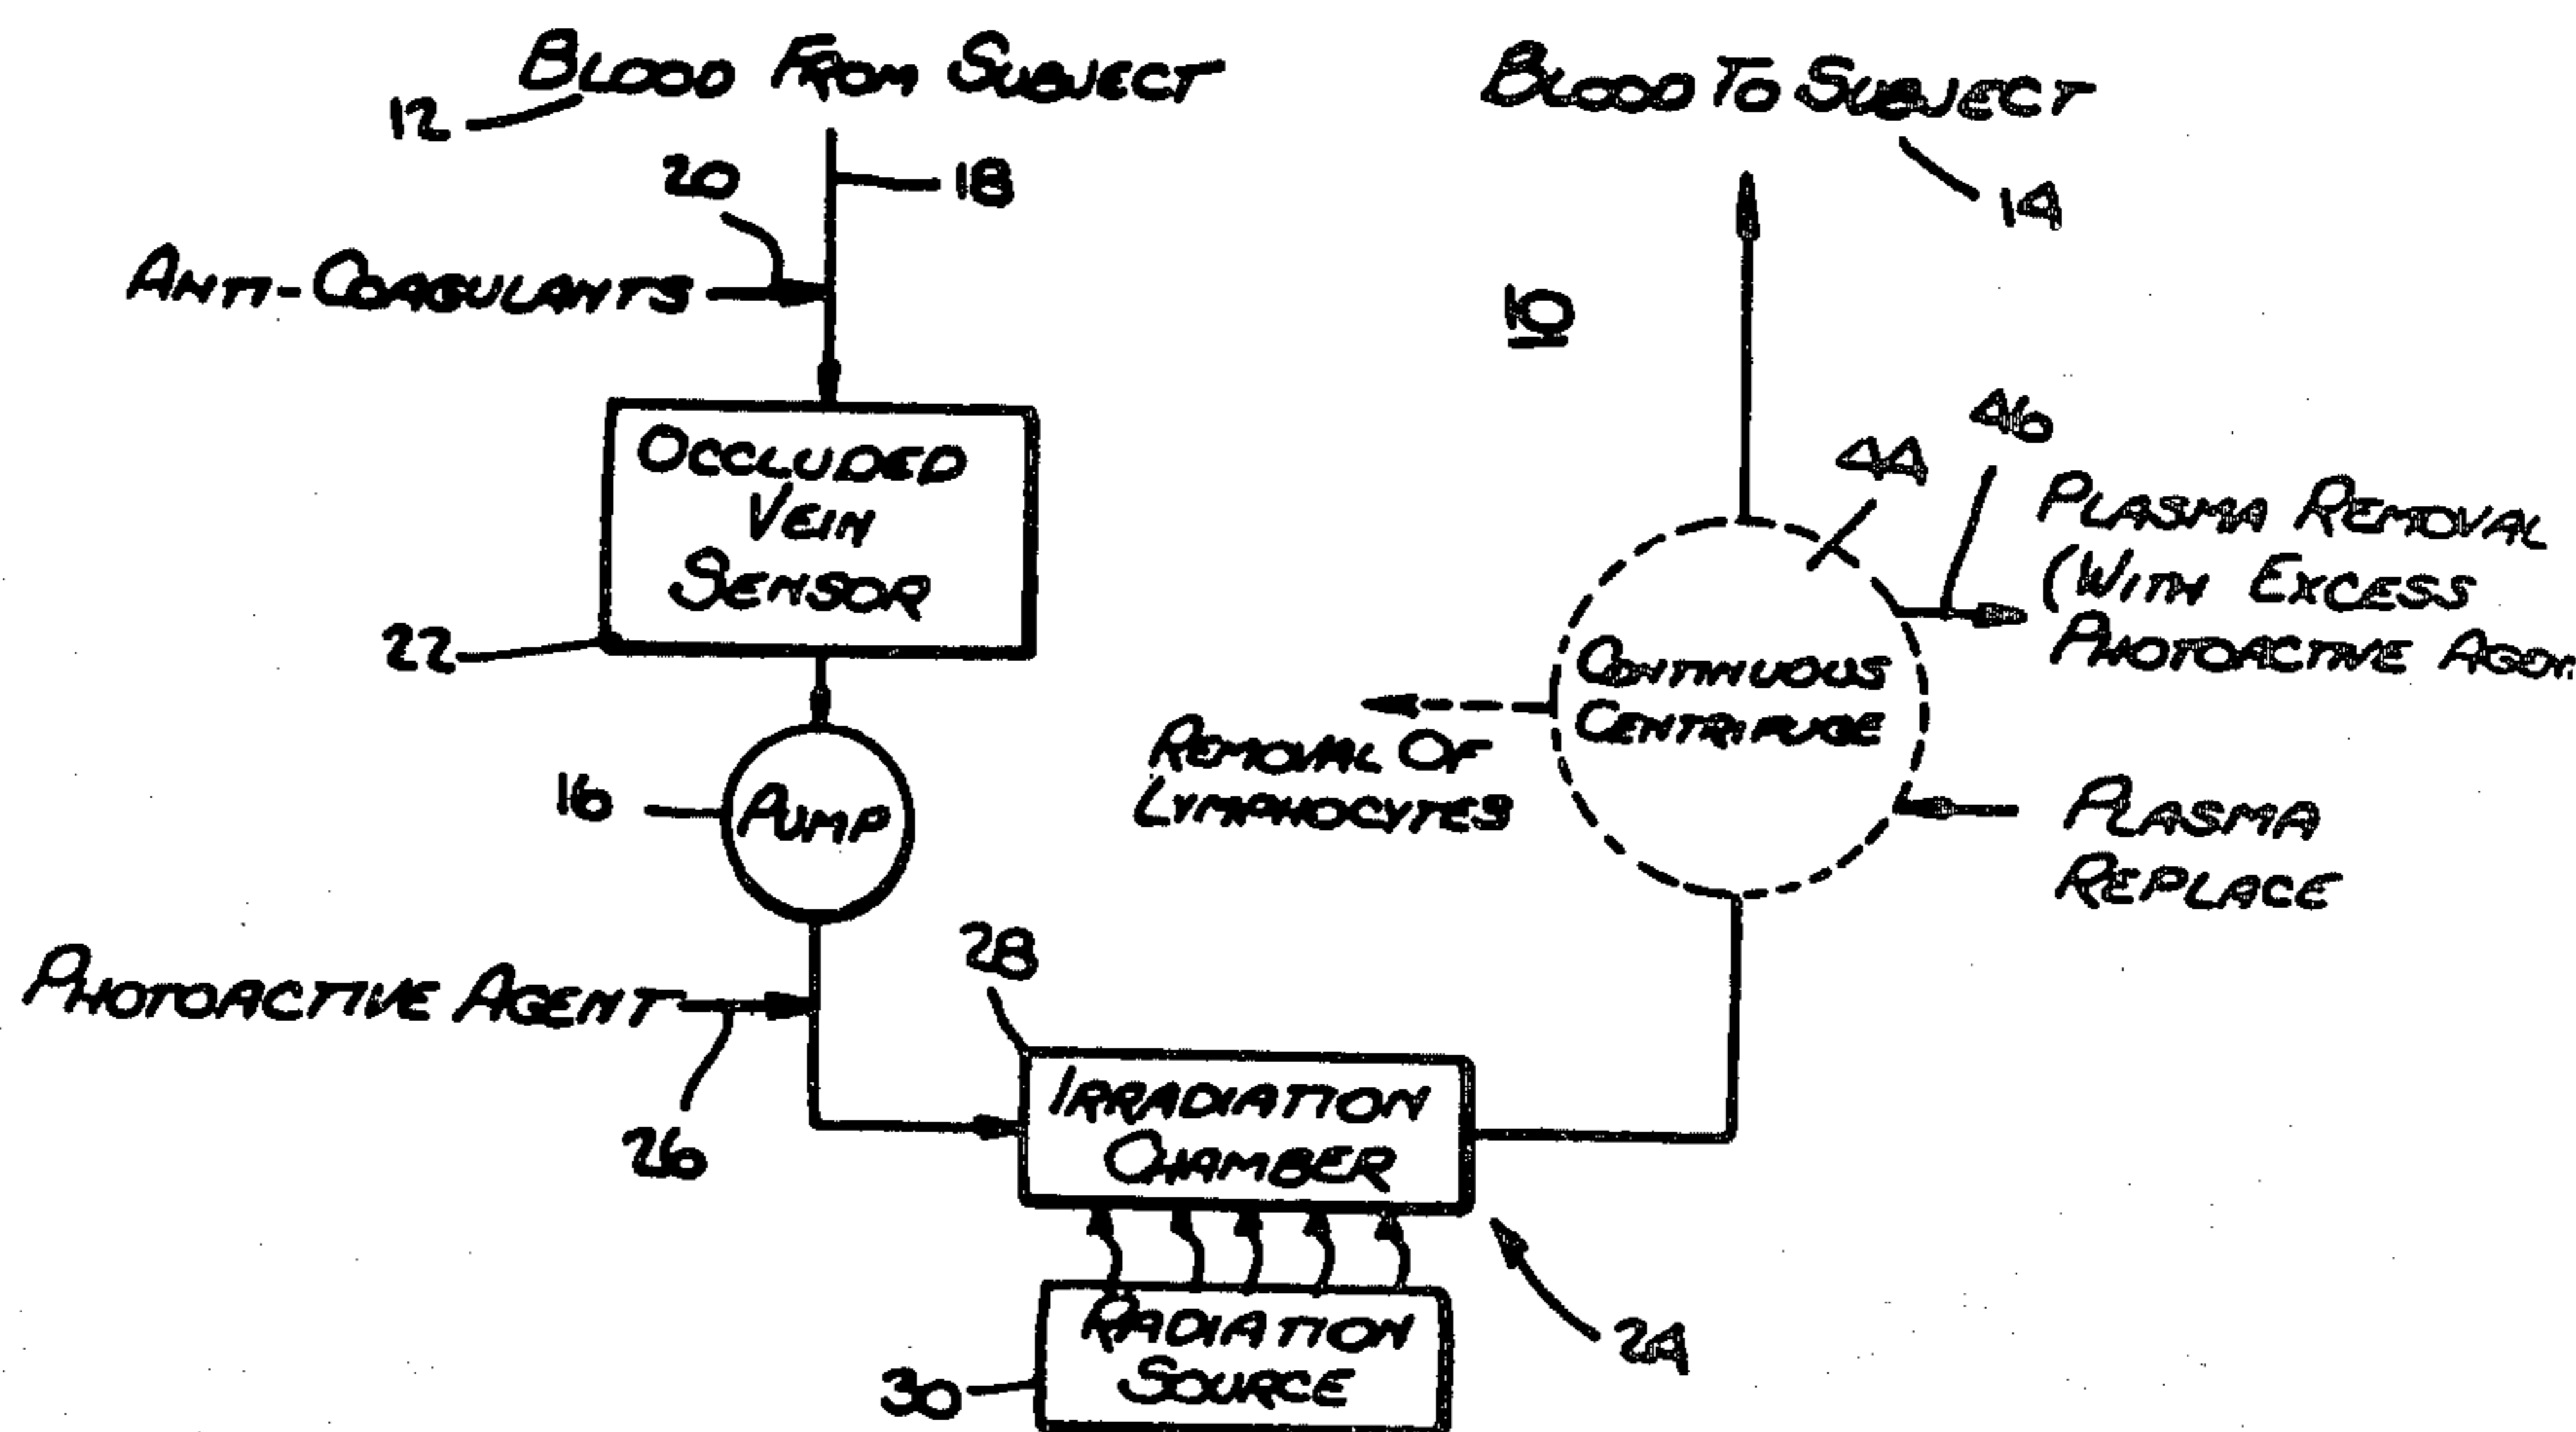 Blood From Subject
12
18
20
Anti-Coagulants
Occluded
Vein
Sensor
22
Pump
16
Photoactive Agent
26
28
Irradiation
Chamber
Radiation
Source
30
24
Blood To Subject
14
10
44
46
Plasma Removal
(With Excess
Photoactive
Continuous
Centrifuge
Removal Of
Lymphocytes
Plasma
Replace